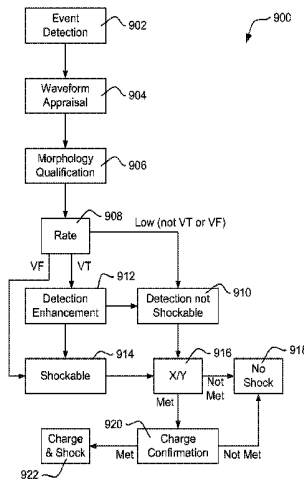 Event
Detection
902
900
Waveform
Appraisal
904
Morphology
Qualification
906
908
Rate
Low (not VT or VF)
VF
VT
912
Detection
Enhancement
Detection not
Shockable
910
914
Shockable
X/Y
916
No
Shock
918
Not
Met
Met
920
Charge
& Shock
Met
Charge
Confirmation
Not Met
922